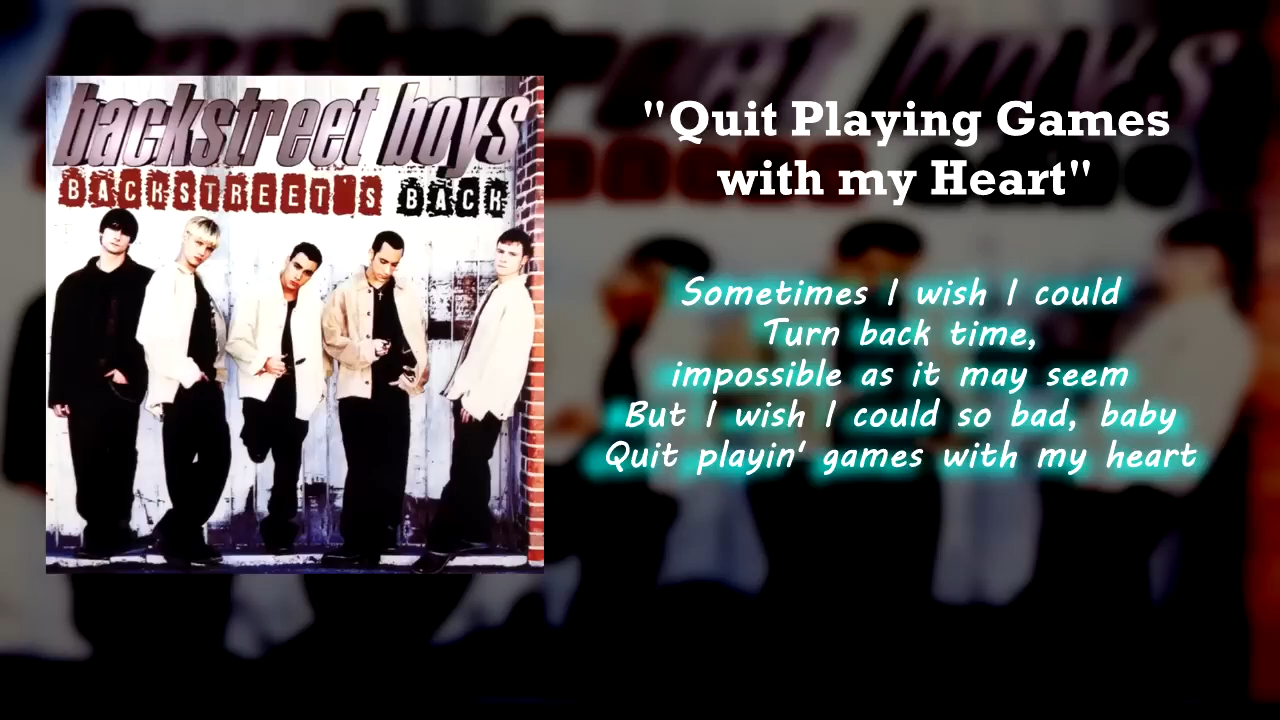 backstreet boys
BACKSTREET'S BACK
"Quit Playing Games
with my Heart"
Sometimes I wish I could
Turn back time,
impossible as it may seem
But I wish I could so bad, baby
Quit playin' games with my heart